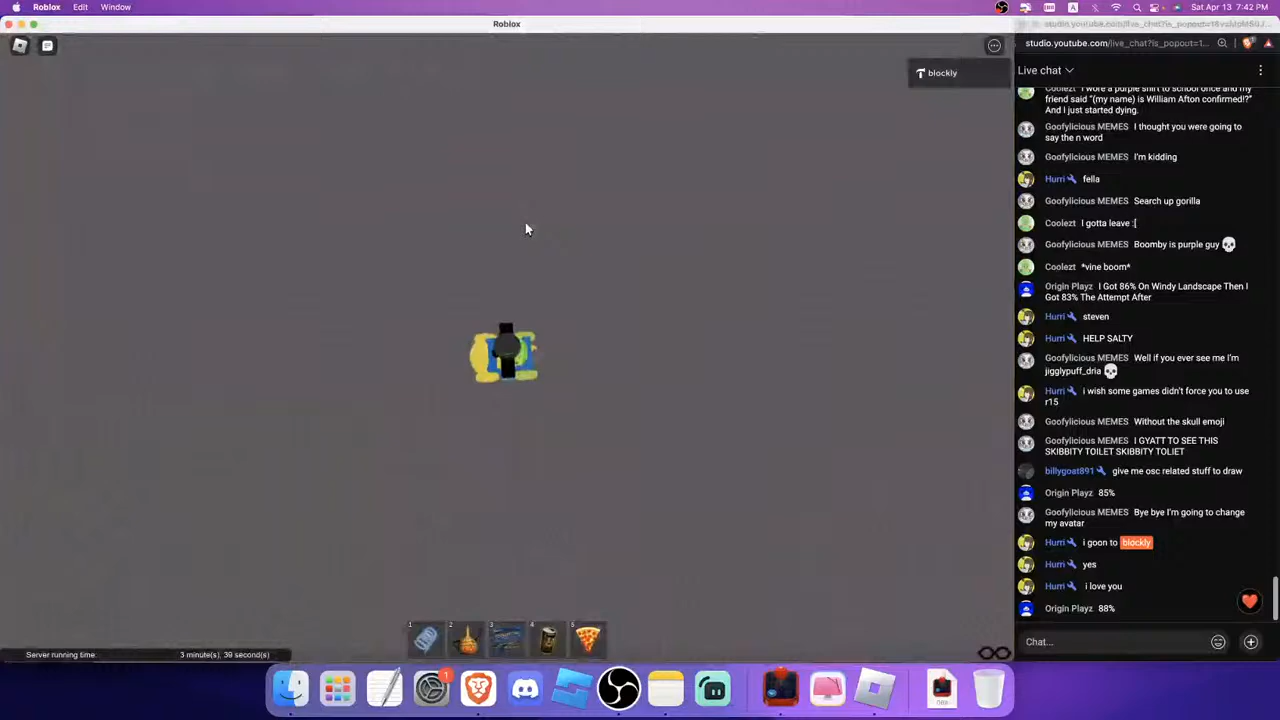 Roblox Edit Window
Sat Apr 13 7:42 PM
Roblox
studio.youtube.com/live_chat?is_popout=1...
blockly
Live chat
Coolezt I wore a purple shirt to school once and my
friend said "(my name) is William Afton confirmed!?"
And i just started dying.
Goofylicious MEMES I thought you were going to
say the n word
Goofylicious MEMES I'm kidding
Hurri fella
Goofylicious MEMES Search up gorilla
Coolezt I gotta leave :[
Goofylicious MEMES Boomby is purple guy 💀
Coolezt *vine boom*
Origin Playz I Got 86% On Windy Landscape Then I
Got 83% The Attempt After
Hurri steven
Hurri HELP SALTY
Goofylicious MEMES Well if you ever see me I'm
jigglypuff_dria 💀
Hurri i wish some games didn't force you to use
r15
Goofylicious MEMES Without the skull emoji
Goofylicious MEMES I GYATT TO SEE THIS
SKIBBITY TOILET SKIBBITY TOLIET
billygoat891 give me osc related stuff to draw
Origin Playz 85%
Goofylicious MEMES Bye bye I'm going to change
my avatar
Hurri i goon to blockly
Hurri yes
Hurri i love you
Origin Playz 88%
Chat...
1 2 3 4 5
Server running time: 3 minute(s), 39 second(s)
1